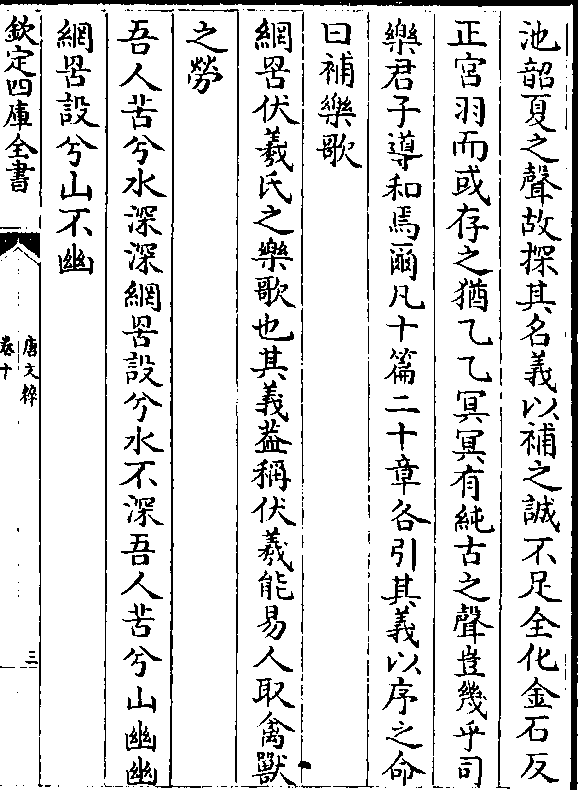 池韶夏之聲故探其名義以補之誠不足全化金石反
正宮羽而或存之猶乙乙冥冥有純古之聲豈幾乎司
樂君子導和焉爾凡十篇二十章各引其義以序之命
曰補樂歌
網罟伏羲氏之樂歌也其義葢稱伏羲能易人取禽獸
之勞
吾人苦兮水深深網罟設兮水不深吾人苦兮山幽幽
網罟設兮山不幽
欽定四庫全書
唐文粹
卷十
三